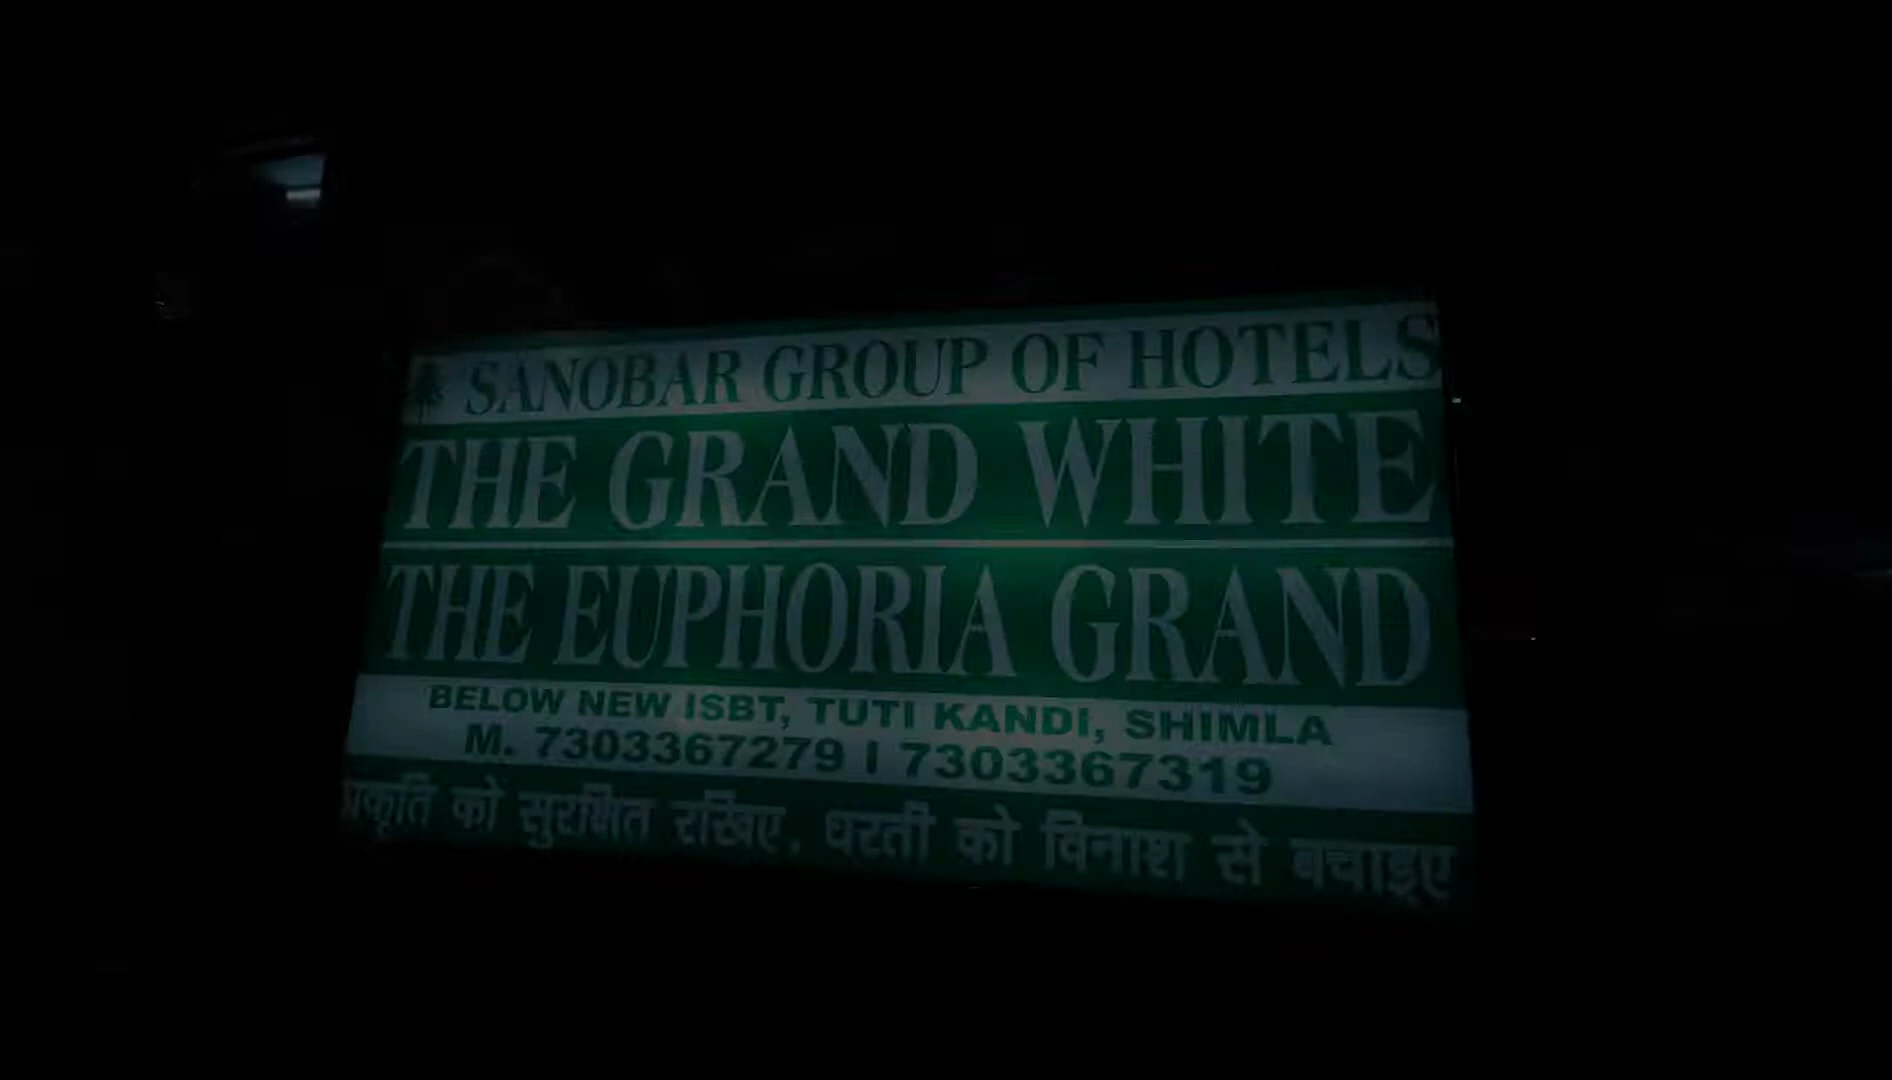 SANOBAR GROUP OF HOTELS
THE GRAND WHITE
THE EUPHORIA GRAND
BELOW NEW ISBT, TUTI KANDI, SHIMLA
M. 7303367279 | 7303367319
प्रकृति को सुरक्षित रखिए, धरती को विनाश से बचाइए